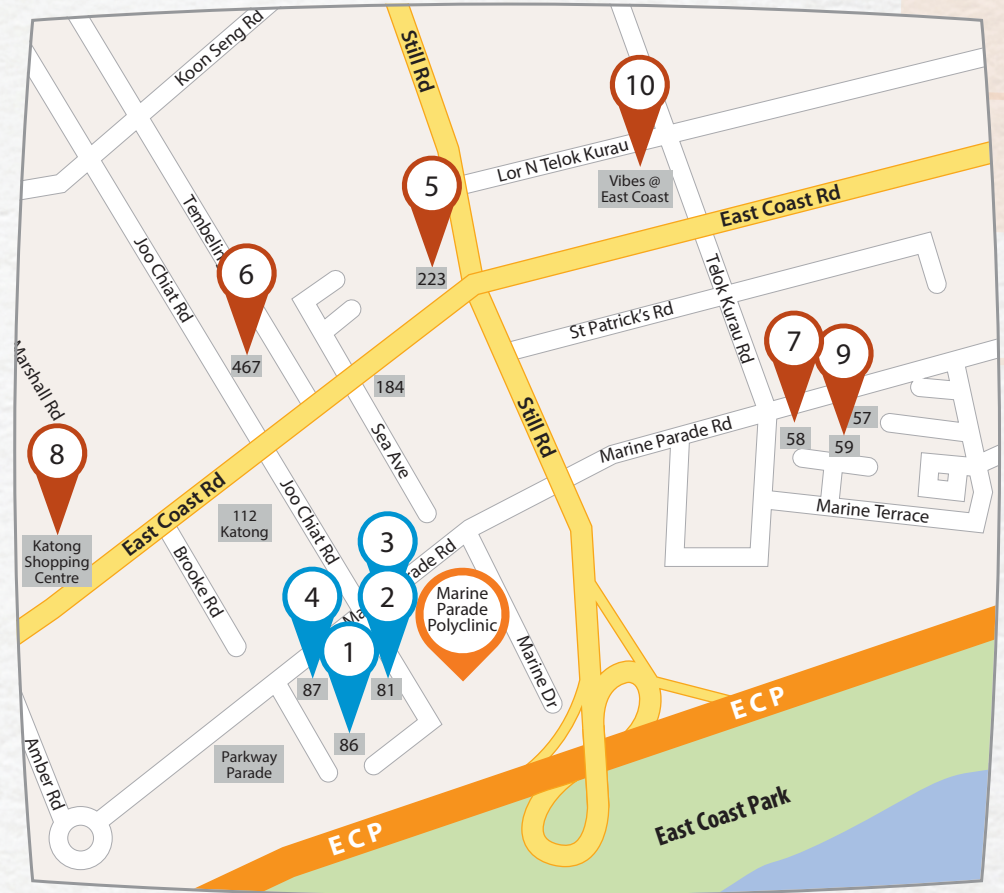 Koon Seng Rd
Still Rd
10
Lor N Telok Kurau
Vibes @
East Coast
5
223
East Coast Rd
Tembelin
Joo Chiat Rd
6
467
Telok Kurau Rd
St Patrick's Rd
7
9
57
58
59
Marshall Rd
184
Sea Ave
Still Rd
Marine Parade Rd
8
Katong
Shopping
Centre
East Coast Rd
112
Katong
Joo Chiat Rd
Marine Terrace
Brooke Rd
3
Ma
rade Rd
4
2
1
87
81
86
Marine
Parade
Polyclinic
Marine Dr
Parkway
Parade
Amber Rd
ECP
ECP
East Coast Park